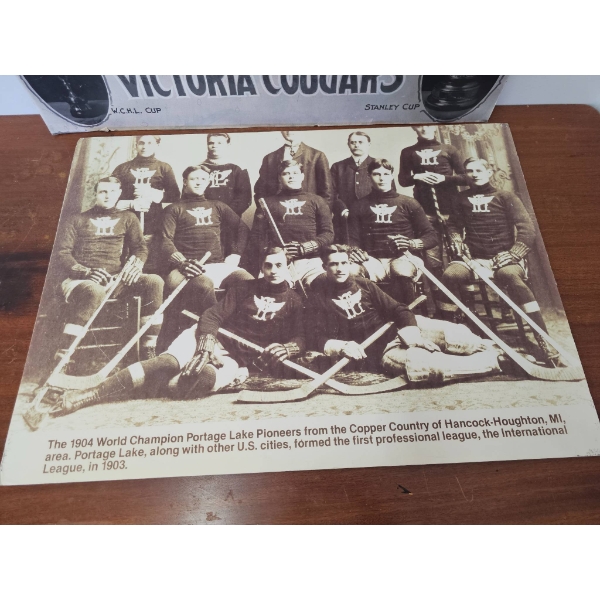 VICTORIA COUGARS
W.C.H.L. CUP
STANLEY CUP
The 1904 World Champion Portage Lake Pioneers from the Copper Country of Hancock-Houghton, MI,
area. Portage Lake, along with other U.S. cities, formed the first professional league, the International
League, in 1903.